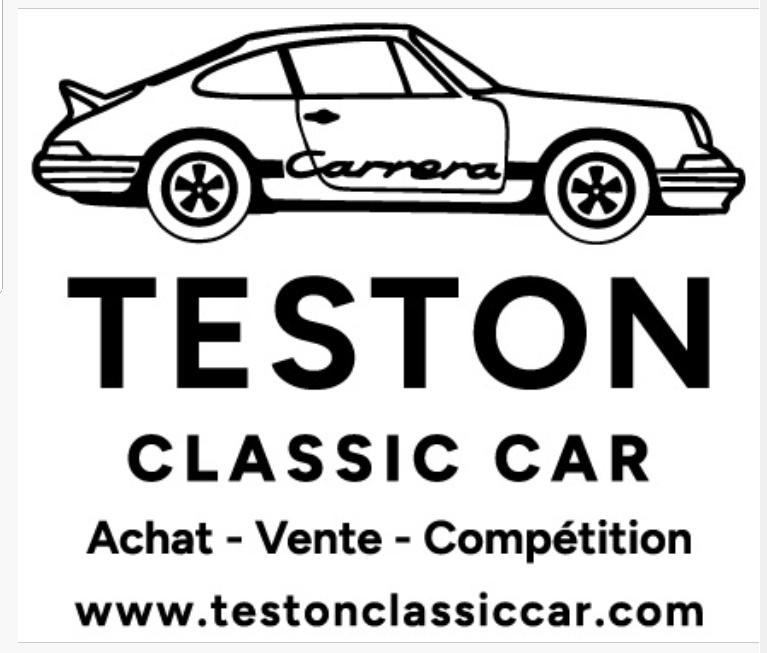 Carrera
TESTON
CLASSIC CAR
Achat - Vente - Compétition
www.testonclassiccar.com